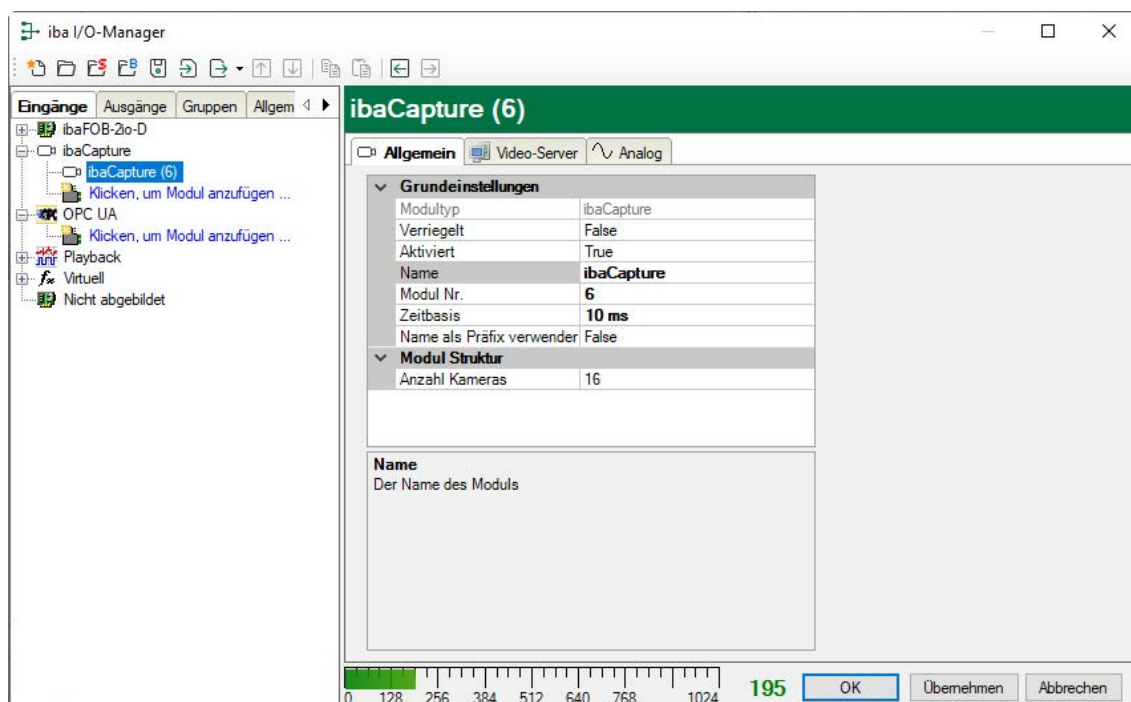 iba I/O-Manager
Eingänge Ausgänge Gruppen Allgem
ibaFOB-2io-D
ibaCapture
ibaCapture (6)
Klicken, um Modul anzufügen ...
OPC UA
Klicken, um Modul anzufügen ...
Playback
Virtuell
Nicht abgebildet
ibaCapture (6)
Allgemein Video-Server Analog
Grundeinstellungen
Modultyp ibaCapture
Verriegelt False
Aktiviert True
Name ibaCapture
Modul Nr. 6
Zeitbasis 10 ms
Name als Präfix verwender False
Modul Struktur
Anzahl Kameras 16
Name
Der Name des Moduls
0 128 256 384 512 640 768 1024
195 OK Übernehmen Abbrechen